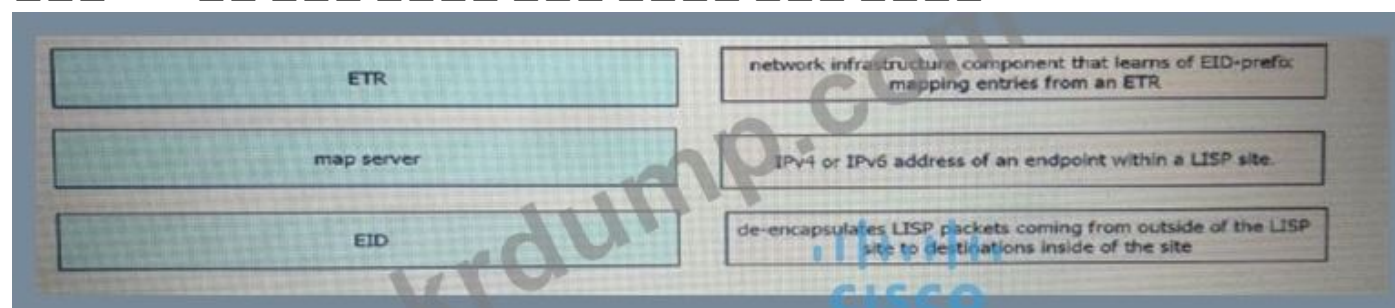 ETR
network infrastructure component that learns of EID-prefix
mapping entries from an ETR
map server
IPv4 or IPv6 address of an endpoint within a LISP site.
EID
de-encapsulates LISP packets coming from outside of the LISP
site to destinations inside of the site
krdump.com
CISCO